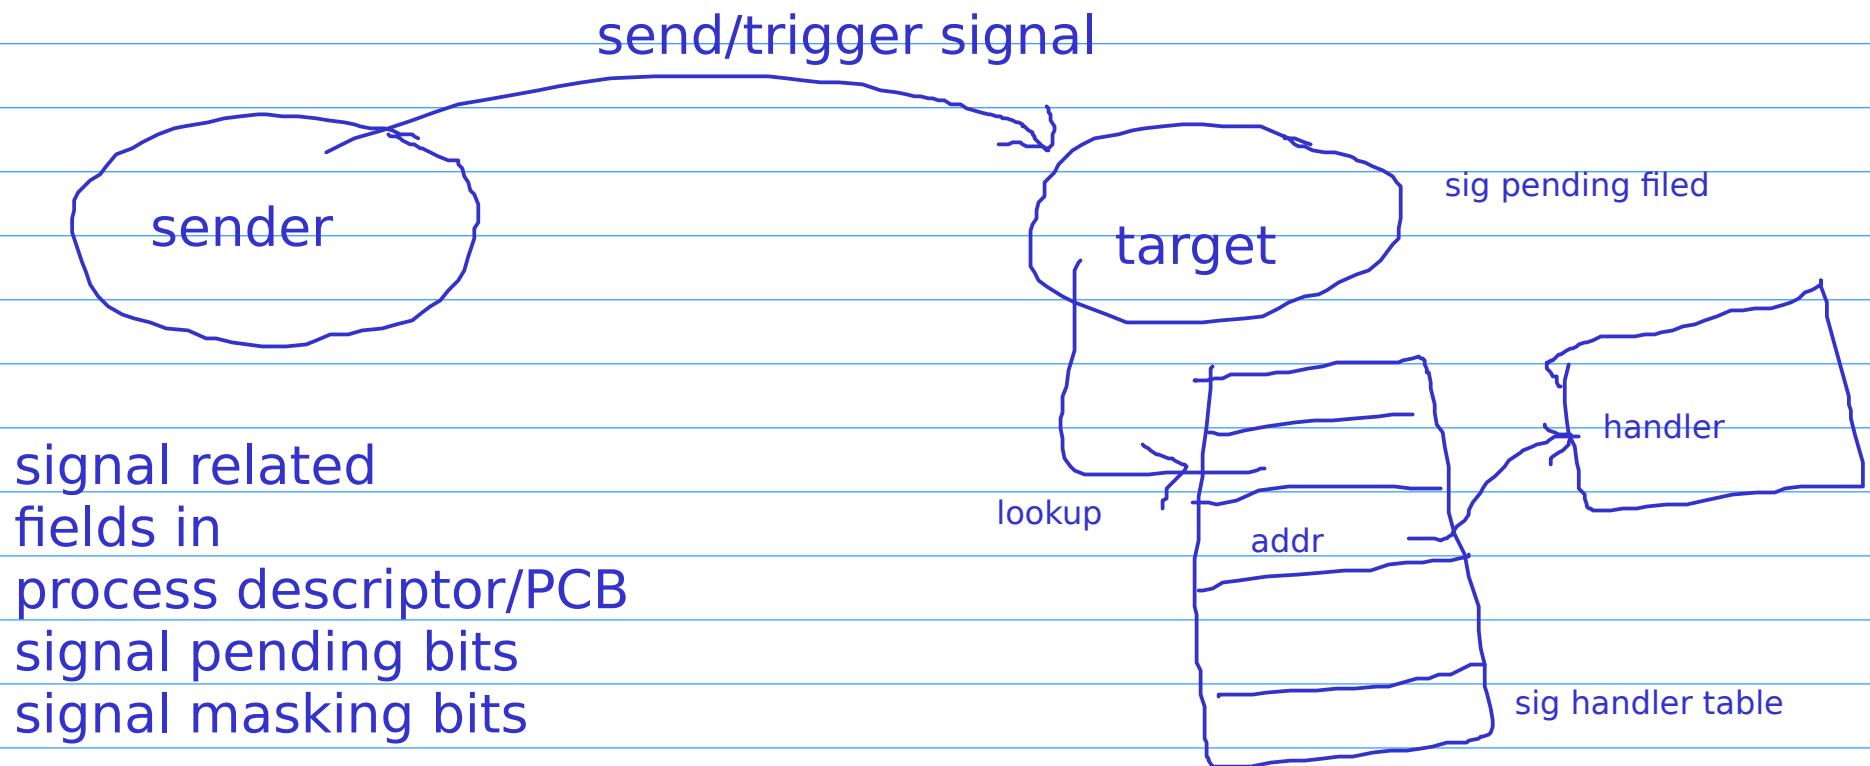 send/trigger signal
sender
target
sig pending filed
handler
lookup
addr
sig handler table
signal related
fields in
process descriptor/PCB
signal pending bits
signal masking bits